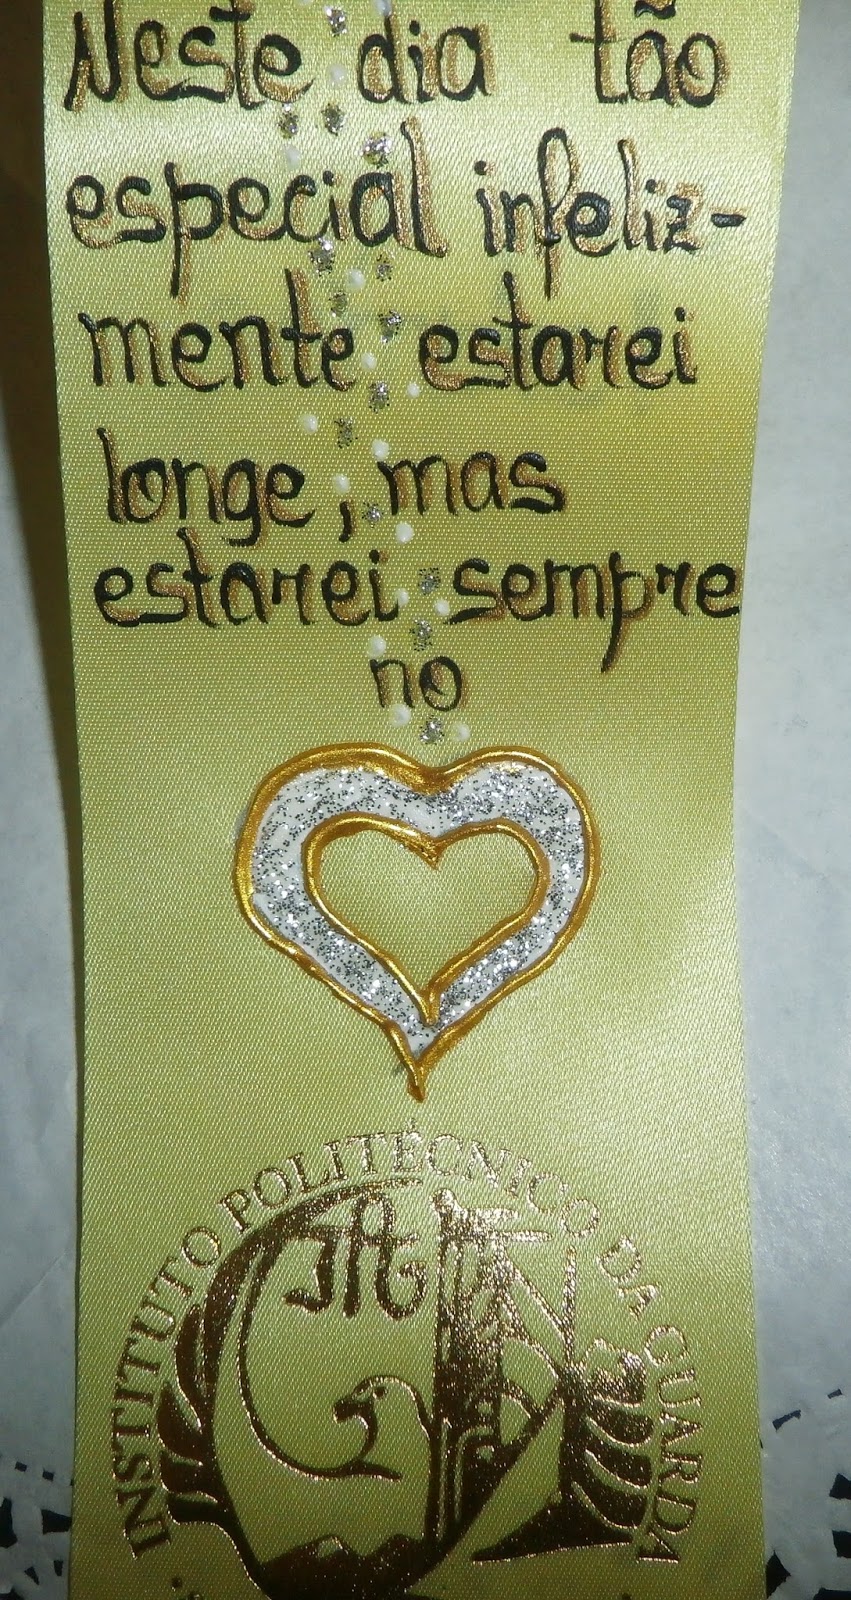 Neste dia tão
especial infeliz-
mente estarei
longe, mas
estarei sempre
no
INSTITUTO POLITÉCNICO DA GUARDA